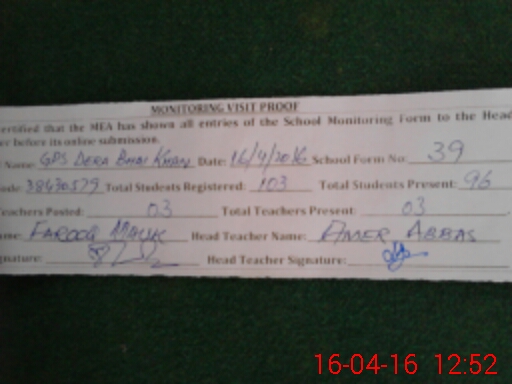 MONITORING VISIT PROOF
ertified that the MEA has shown all entries of the School Monitoring Form to the Head
er before its online submission.
Name: GPS DERA BHAI KHAN Date: 16/4/2016 School Form No: 39
ode: 38430579 Total Students Registered: 103 Total Students Present: 96
eachers Posted: 03 Total Teachers Present: 03
ame: FAROOQ MALIK Head Teacher Name: AMER ABBAS
gnature: Head Teacher Signature:
16-04-16 12:52